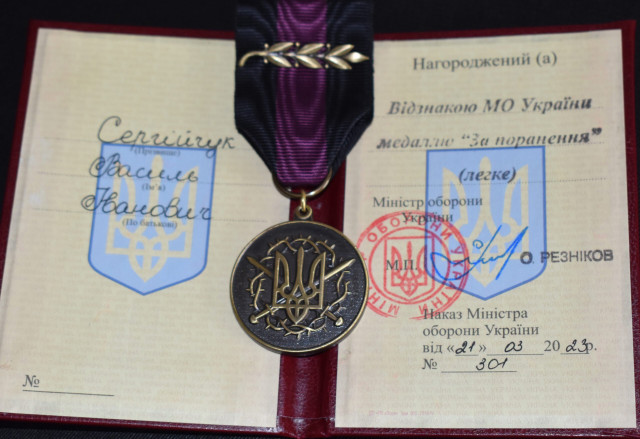 Сергійчук
(Прізвище)
Василь
(Ім'я)
Іванович
(По батькові)
№
Нагороджений (а)
Відзнакою МО України
медаллю "За поранення"
(легке)
Міністр оборони
України
М.П.
О. РЕЗНІКОВ
Наказ Міністра
оборони України
від «21» 03 2023р.
№ 301